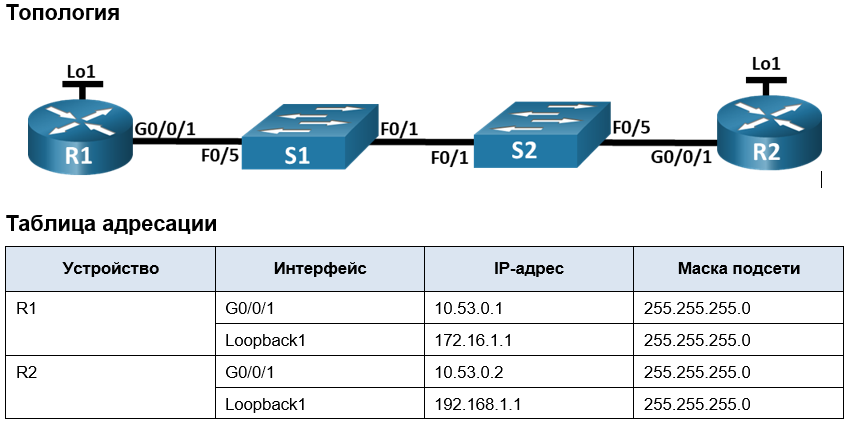 Топология
Lo1
Lo1
G0/0/1
F0/1
F0/5
R1
F0/5
S1
F0/1
S2
G0/0/1
R2
Таблица адресации
Устройство Интерфейс IP-адрес Маска подсети
R1 G0/0/1 10.53.0.1 255.255.255.0
Loopback1 172.16.1.1 255.255.255.0
R2 G0/0/1 10.53.0.2 255.255.255.0
Loopback1 192.168.1.1 255.255.255.0